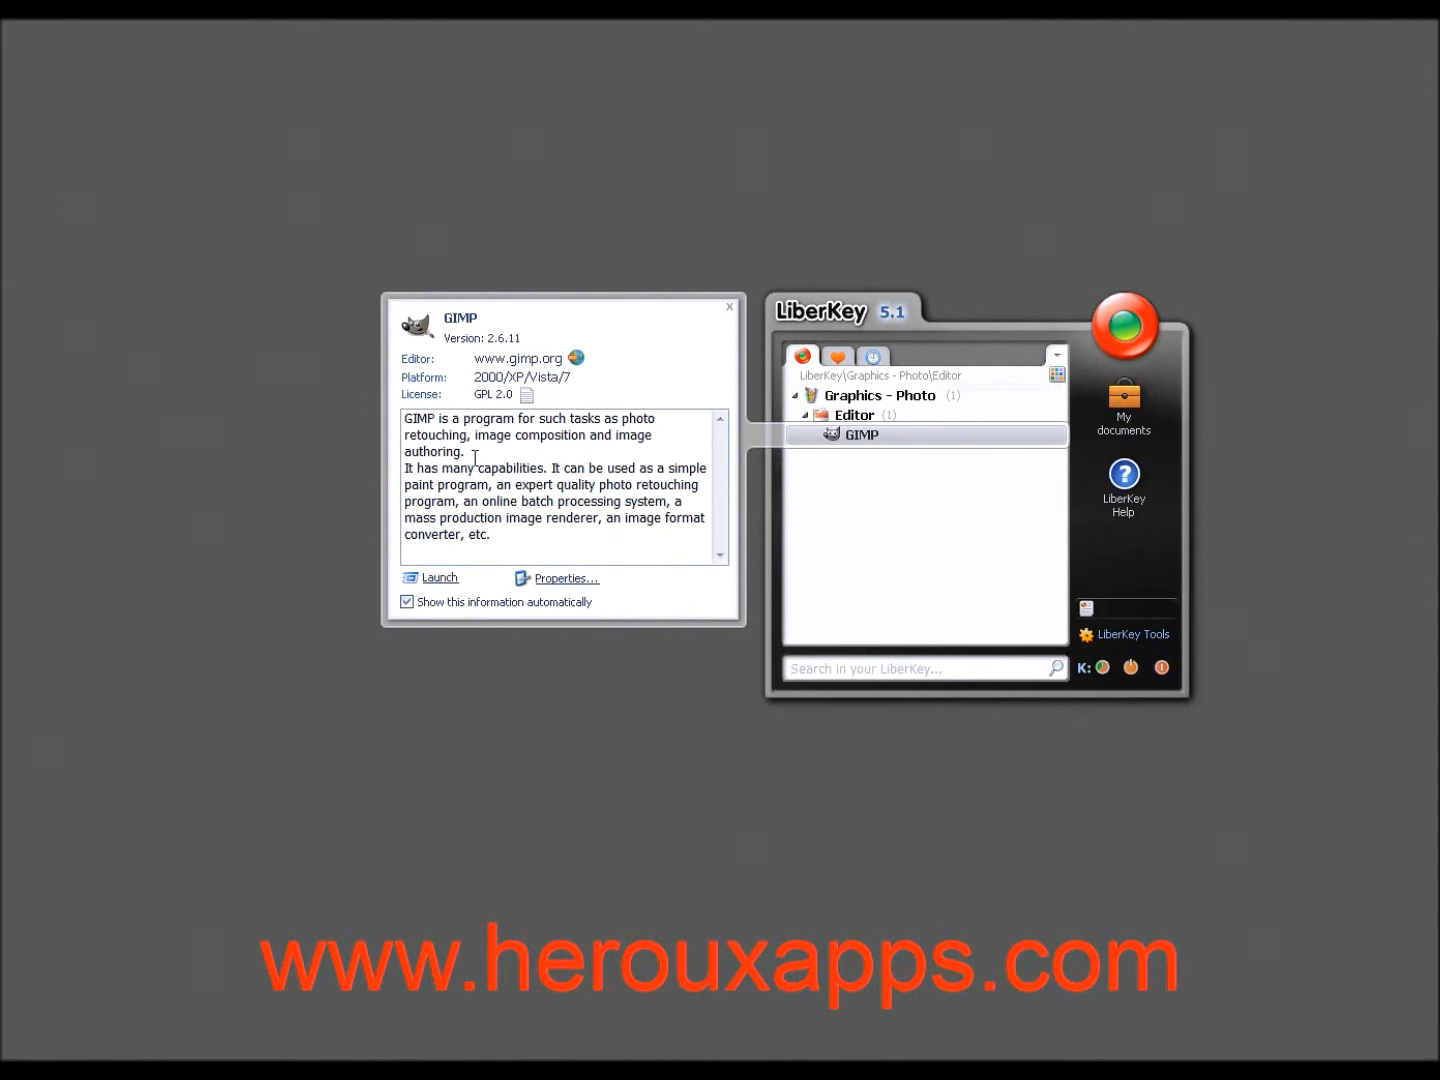 GIMP
Version: 2.6.11
Editor: www.gimp.org
Platform: 2000/XP/Vista/7
License: GPL 2.0
GIMP is a program for such tasks as photo
retouching, image composition and image
authoring.
It has many capabilities. It can be used as a simple
paint program, an expert quality photo retouching
program, an online batch processing system, a
mass production image renderer, an image format
converter, etc.
Launch Properties...
Show this information automatically
LiberKey 5.1
LiberKey\Graphics - Photo\Editor
Graphics - Photo (1)
Editor (1)
GIMP
Search in your LiberKey...
My
documents
LiberKey
Help
LiberKey Tools
K:
www.herouxapps.com